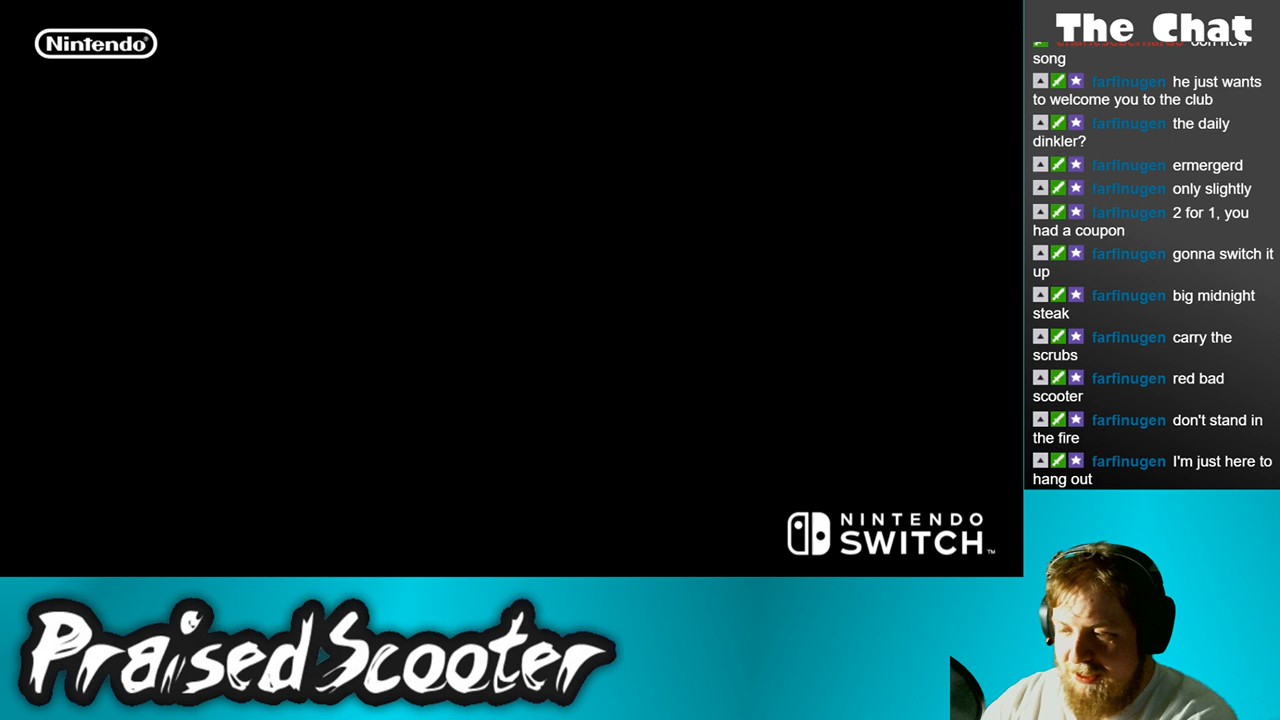 Nintendo®
The Chat
song
farfinugen he just wants
to welcome you to the club
farfinugen the daily
dinkler?
farfinugen ermergerd
farfinugen only slightly
farfinugen 2 for 1, you
had a coupon
farfinugen gonna switch it
up
farfinugen big midnight
steak
farfinugen carry the
scrubs
farfinugen red bad
scooter
farfinugen don't stand in
the fire
farfinugen I'm just here to
hang out
NINTENDO
SWITCH™
PraisedScooter